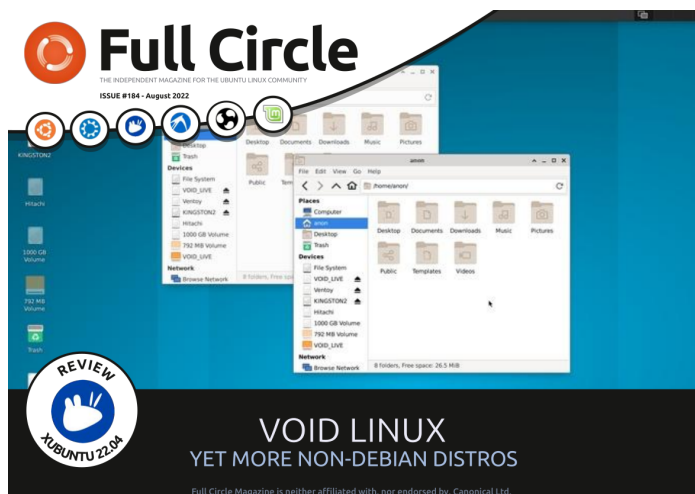 Full Circle
THE INDEPENDENT MAGAZINE FOR THE UBUNTU LINUX COMMUNITY
ISSUE #184 - August 2022
KINGSTON2
Hitachi
1000 GB
Volume
792 MB
Volume
Trash
Desktop
Trash
Devices
File System
VOID_LIVE
Ventoy
KINGSTON2
Hitachi
1000 GB Volume
792 MB Volume
VOID_LIVE
Network
Browse Network
Desktop Documents Downloads Music Pictures
Public
8 folders, Free
anon
File Edit View Go Help
/home/anon/
Places
Computer
anon
Desktop
Trash
Devices
File System
VOID_LIVE
Ventoy
KINGSTON2
Hitachi
1000 GB Volume
792 MB Volume
VOID_LIVE
Network
Browse Network
Desktop Documents Downloads Music Pictures
Public Templates Videos
8 folders, Free space: 26.5 MiB
REVIEW
XUBUNTU 22.04
VOID LINUX
YET MORE NON-DEBIAN DISTROS
Full Circle Magazine is neither affiliated with, nor endorsed by, Canonical Ltd.